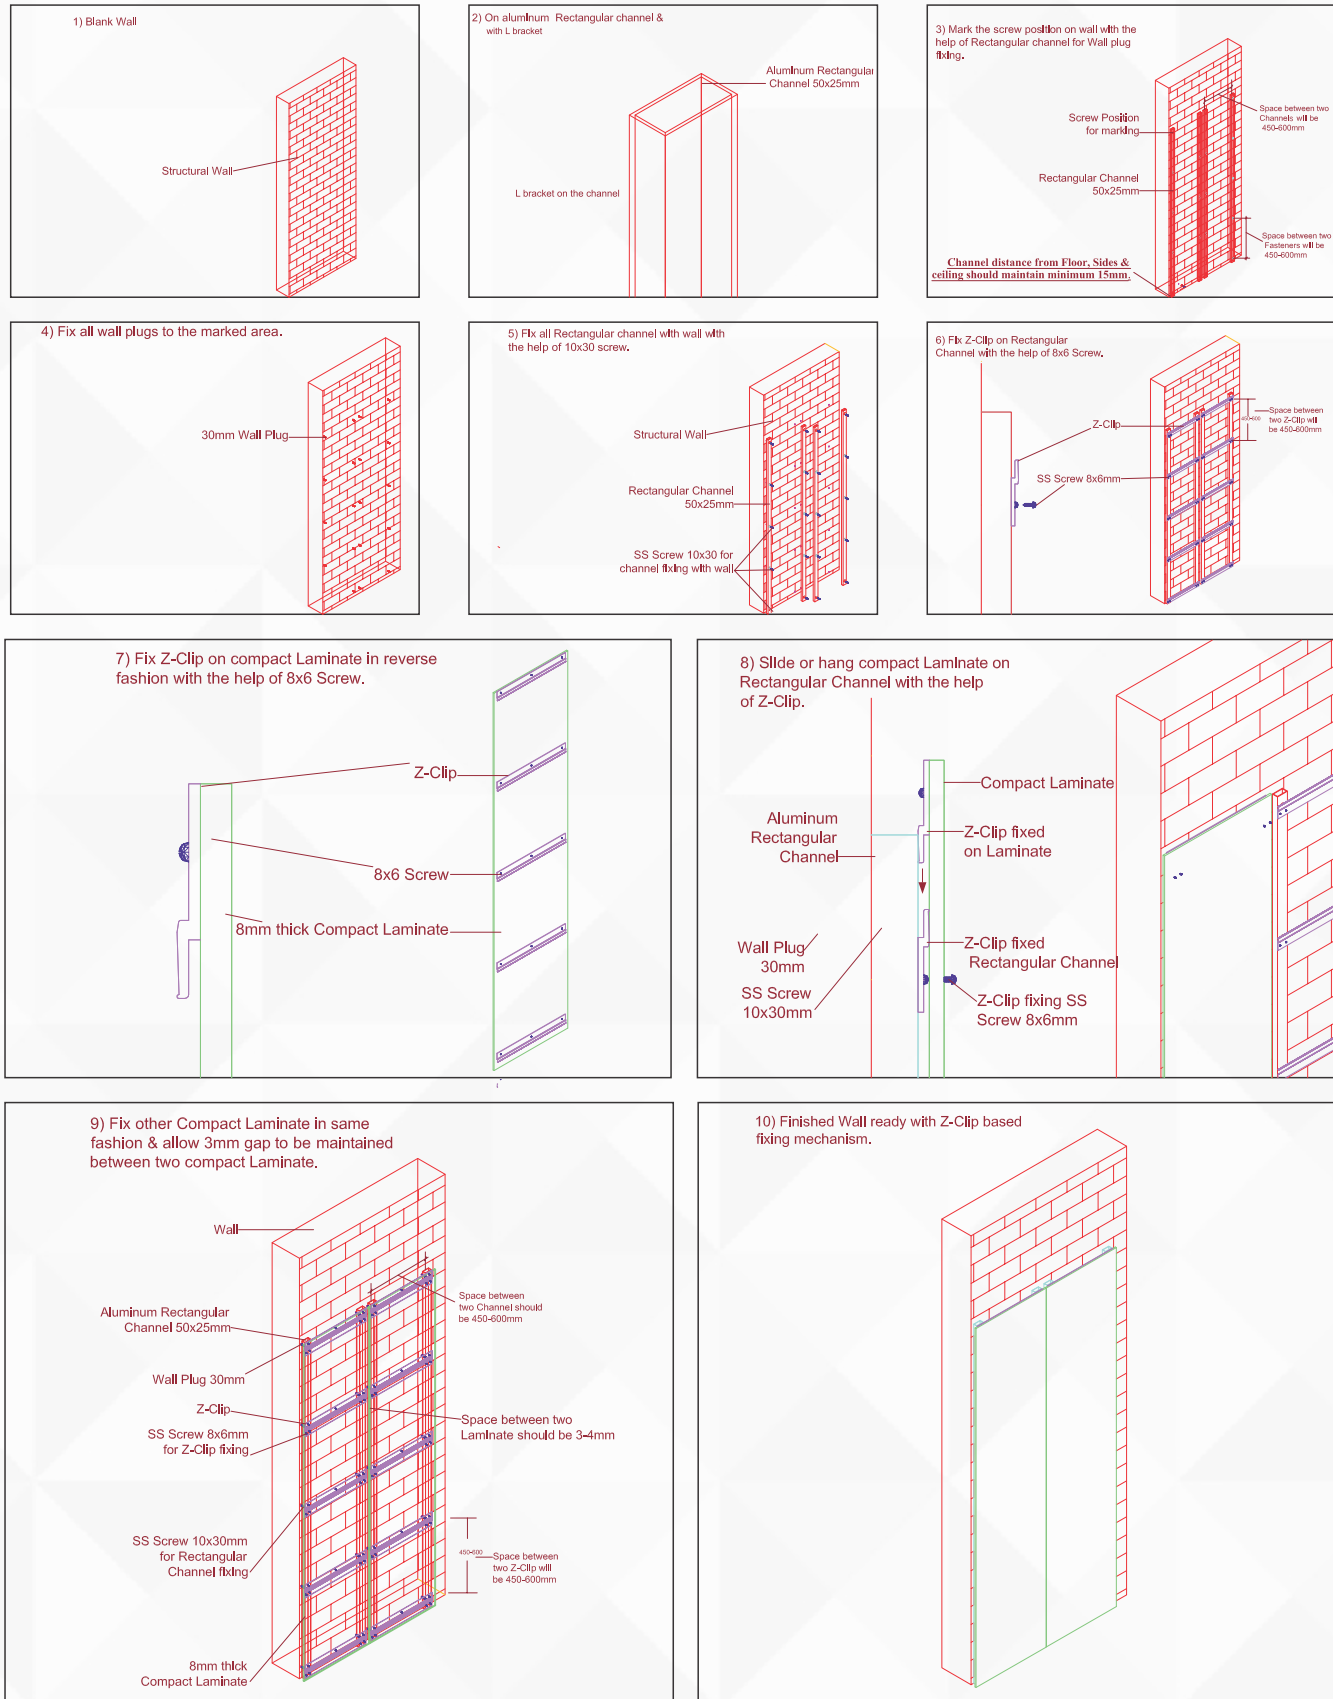 1) Blank Wall
Structural Wall
2) On aluminum Rectangular channel &
with L bracket
Aluminum Rectangular
Channel 50x25mm
L bracket on the channel
3) Mark the screw position on wall with the
help of Rectangular channel for Wall plug
fixing.
Space between two
Channels will be
450-600mm
Screw Position
for marking
Rectangular Channel
50x25mm
Space between two
Fasteners will be
450-600mm
Channel distance from Floor, Sides &
ceiling should maintain minimum 15mm.
4) Fix all wall plugs to the marked area.
30mm Wall Plug
5) Fix all Rectangular channel with wall with
the help of 10x30 screw.
Structural Wall
Rectangular Channel
50x25mm
SS Screw 10x30 for
channel fixing with wall
6) Fix Z-Clip on Rectangular
Channel with the help of 8x6 Screw.
450-600
Space between
two Z-Clip will
be 450-600mm
Z-Clip
SS Screw 8x6mm
7) Fix Z-Clip on compact Laminate in reverse
fashion with the help of 8x6 Screw.
Z-Clip
8x6 Screw
8mm thick Compact Laminate
8) Slide or hang compact Laminate on
Rectangular Channel with the help
of Z-Clip.
Compact Laminate
Aluminum
Rectangular
Channel
Z-Clip fixed
on Laminate
Wall Plug
30mm
Z-Clip fixed
Rectangular Channel
SS Screw
10x30mm
Z-Clip fixing SS
Screw 8x6mm
9) Fix other Compact Laminate in same
fashion & allow 3mm gap to be maintained
between two compact Laminate.
Wall
Space between
two Channel should
be 450-600mm
Aluminum Rectangular
Channel 50x25mm
Wall Plug 30mm
Z-Clip
SS Screw 8x6mm
for Z-Clip fixing
Space between two
Laminate should be 3-4mm
SS Screw 10x30mm
for Rectangular
Channel fixing
450-600
Space between
two Z-Clip will
be 450-600mm
8mm thick
Compact Laminate
10) Finished Wall ready with Z-Clip based
fixing mechanism.